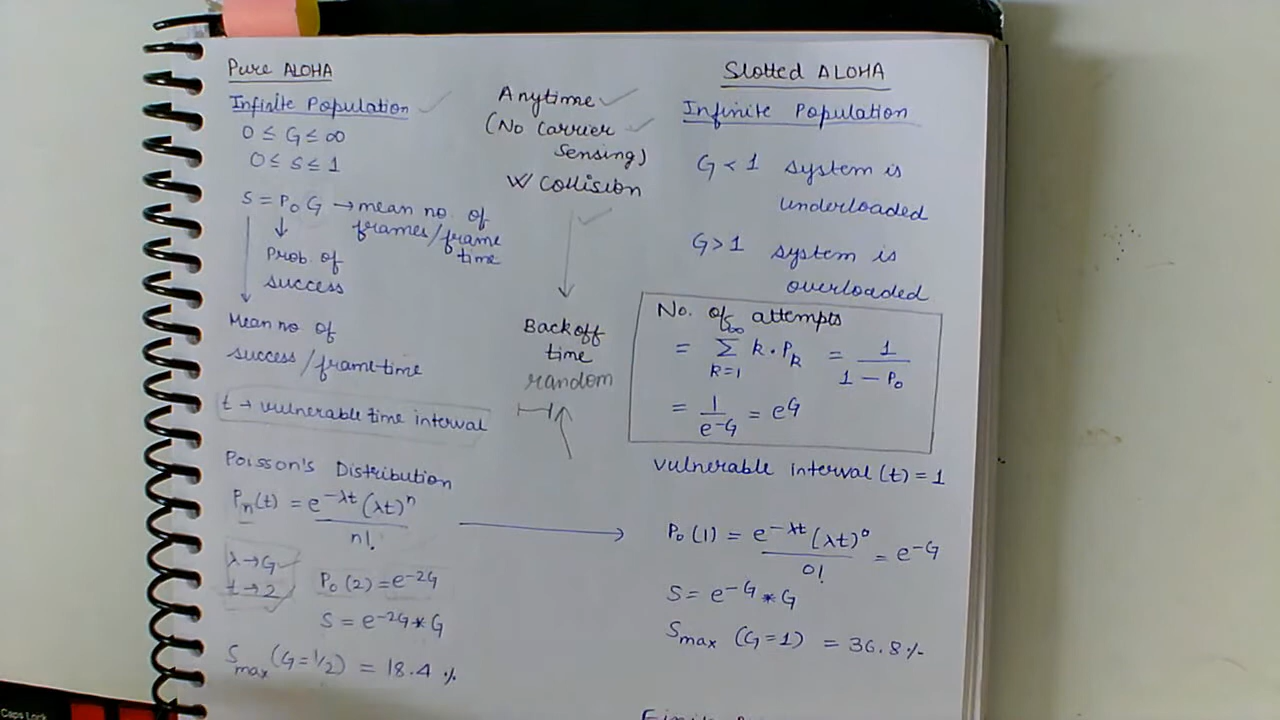 Pure ALOHA
Infinite Population
0 ≤ G ≤ ∞
0 ≤ S ≤ 1
S = P₀ G → mean no. of
frames/frame
time
Prob. of
success
Mean no of
success/frame time
t → vulnerable time interval
Poisson's Distribution
Pn(t) = e^-λt (λt)^n
n!
λ → G
t → 2
P₀(2) = e^-2G
S = e^-2G * G
Smax (G = 1/2) = 18.4 %
Anytime
(No carrier
sensing)
W Collision
Backoff
time
random
Slotted ALOHA
Infinite Population
G < 1 system is
underloaded
G > 1 system is
overloaded
No. of attempts
= ∞ Σ k=1 k · Pk = 1 / (1 - P₀)
= 1 / e^-G = e^G
vulnerable interval (t) = 1
P₀(1) = e^-λt (λt)^0 / 0! = e^-G
S = e^-G * G
Smax (G = 1) = 36.8 %
Caps Lock